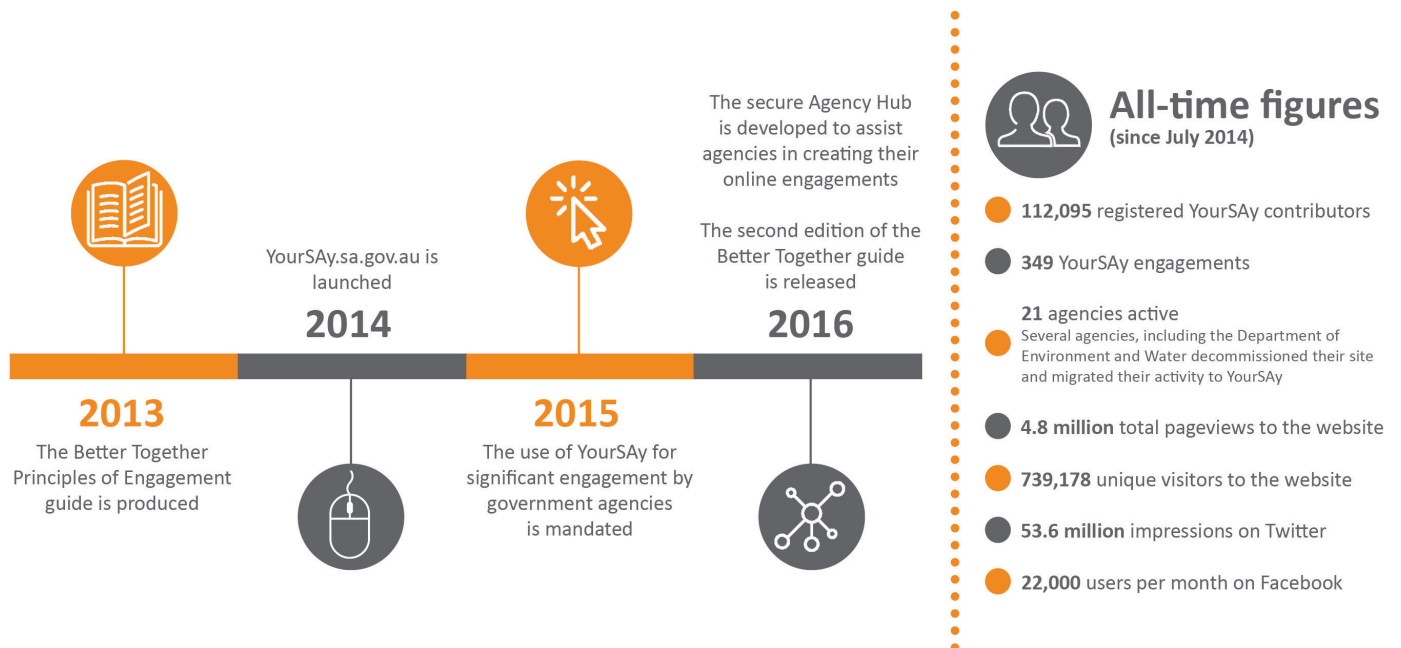 2013
The Better Together
Principles of Engagement
guide is produced
YourSAy.sa.gov.au is
launched
2014
2015
The use of YourSAy for
significant engagement by
government agencies
is mandated
The secure Agency Hub
is developed to assist
agencies in creating their
online engagements
The second edition of the
Better Together guide
is released
2016
All-time figures
(since July 2014)
112,095 registered YourSAy contributors
349 YourSAy engagements
21 agencies active
Several agencies, including the Department of
Environment and Water decommissioned their site
and migrated their activity to YourSAy
4.8 million total pageviews to the website
739,178 unique visitors to the website
53.6 million impressions on Twitter
22,000 users per month on Facebook